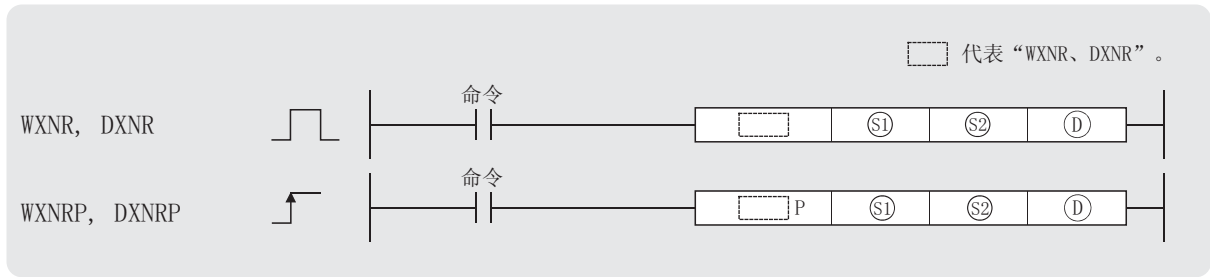 代表“WXNR、DXNR”。
命令
WXNR, DXNR S1 S2 D
命令
WXNRP, DXNRP P S1 S2 D